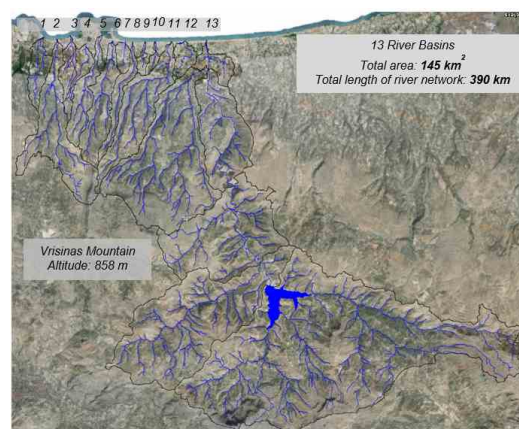 1 2 3 4 5 6 7 8 9 10 11 12 13
13 River Basins
Total area: 145 km²
Total length of river network: 390 km
Vrisinas Mountain
Altitude: 858 m